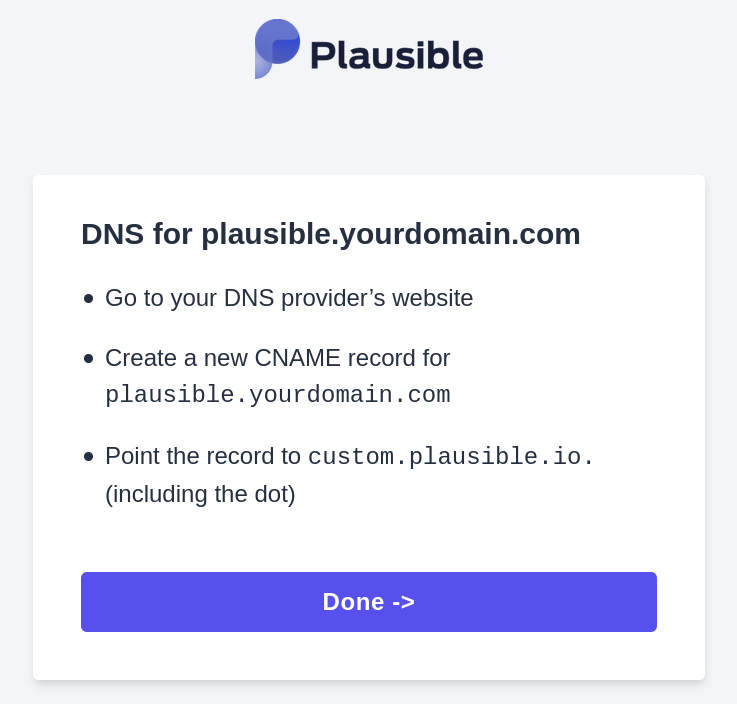 Plausible
DNS for plausible.yourdomain.com
Go to your DNS provider’s website
Create a new CNAME record for
plausible.yourdomain.com
Point the record to custom.plausible.io.
(including the dot)
Done ->